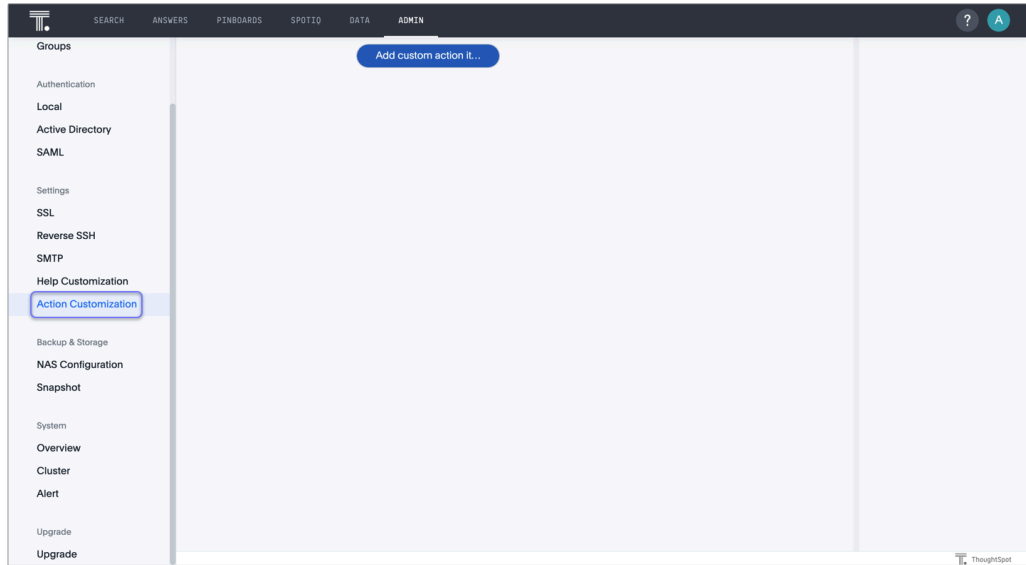 SEARCH ANSWERS PINBOARDS SPOTIQ DATA ADMIN ? A
Groups
Add custom action it...
Authentication
Local
Active Directory
SAML
Settings
SSL
Reverse SSH
SMTP
Help Customization
Action Customization
Backup & Storage
NAS Configuration
Snapshot
System
Overview
Cluster
Alert
Upgrade
Upgrade
ThoughtSpot